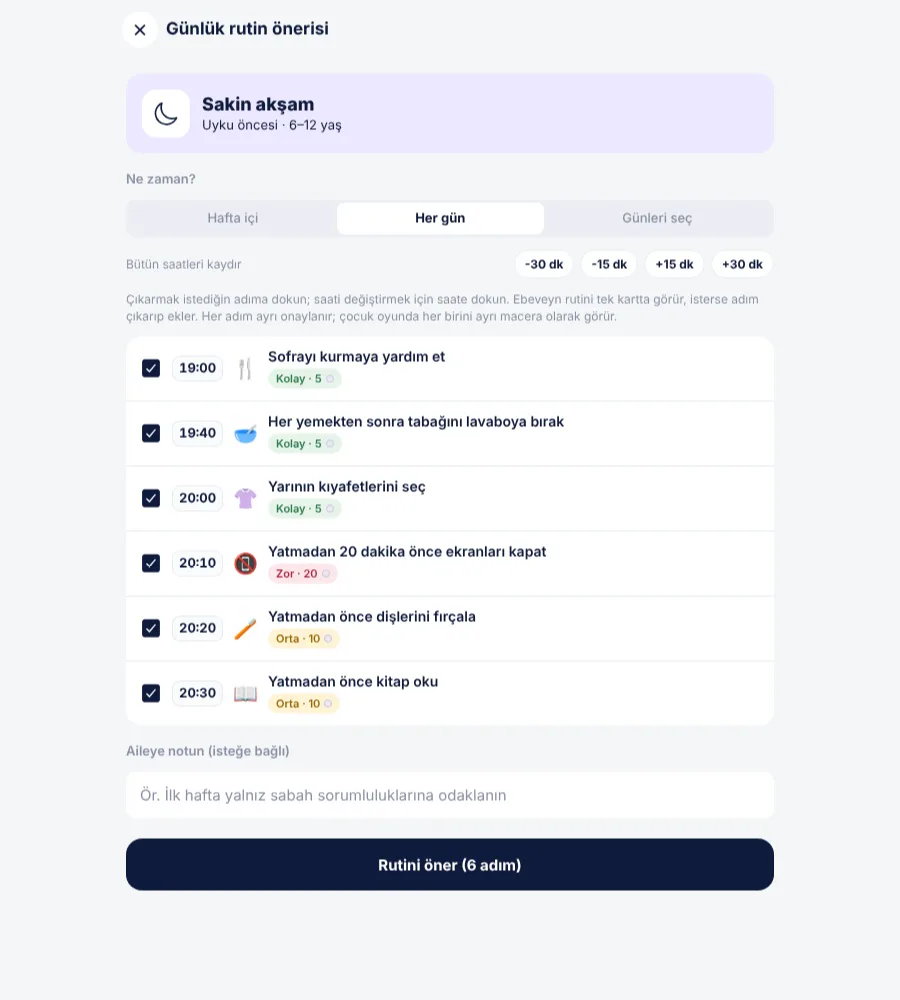 Günlük rutin önerisi
Sakin akşam
Uyku öncesi · 6–12 yaş
Ne zaman?
Hafta içi
Her gün
Günleri seç
Bütün saatleri kaydır
-30 dk
-15 dk
+15 dk
+30 dk
Çıkarmak istediğin adıma dokun; saati değiştirmek için saate dokun. Ebeveyn rutini tek kartta görür, isterse adım
çıkarıp ekler. Her adım ayrı onaylanır; çocuk oyunda her birini ayrı macera olarak görür.
19:00
Sofrayı kurmaya yardım et
Kolay · 5
19:40
Her yemekten sonra tabağını lavaboya bırak
Kolay · 5
20:00
Yarının kıyafetlerini seç
Kolay · 5
20:10
Yatmadan 20 dakika önce ekranları kapat
Zor · 20
20:20
Yatmadan önce dişlerini fırçala
Orta · 10
20:30
Yatmadan önce kitap oku
Orta · 10
Aileye notun (isteğe bağlı)
Ör. İlk hafta yalnız sabah sorumluluklarına odaklanın
Rutini öner (6 adım)